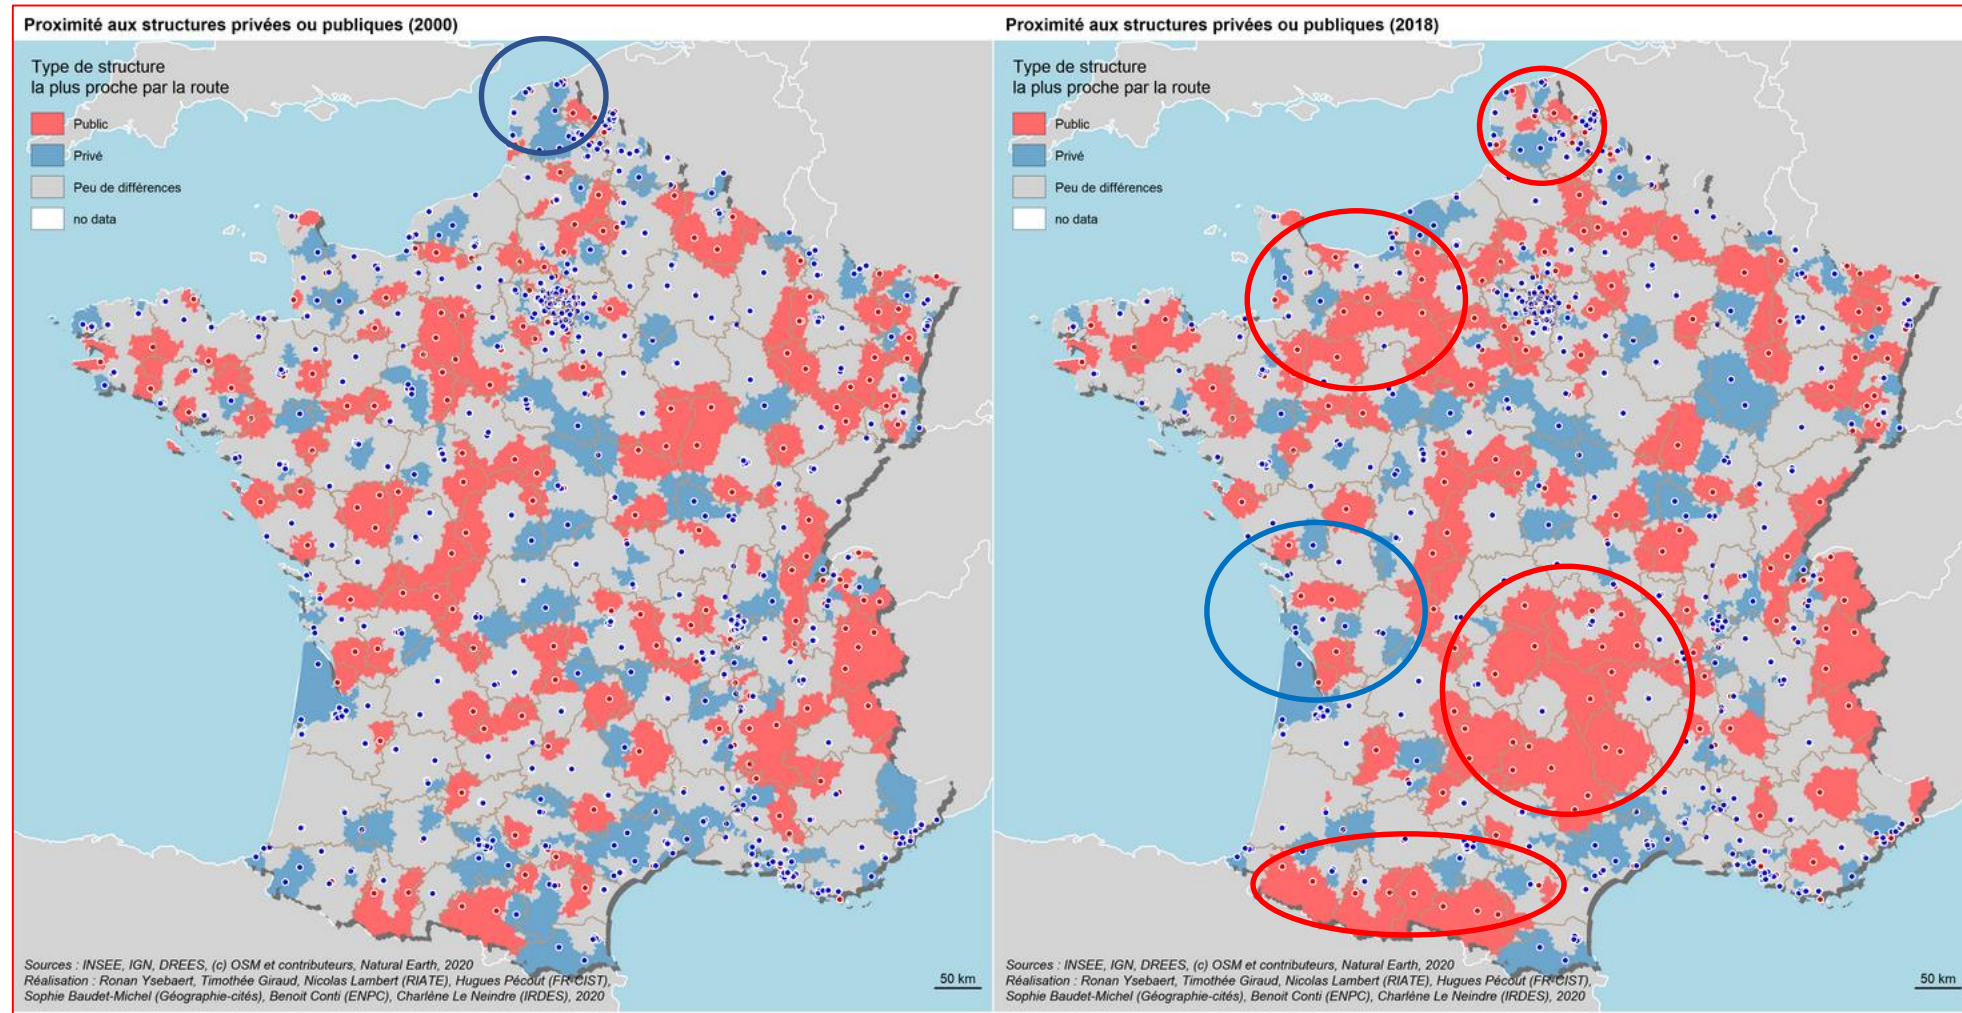 Proximité aux structures privées ou publiques (2000)
Type de structure
la plus proche par la route
Public
Privé
Peu de différences
no data
Sources : INSEE, IGN, DREES, (c) OSM et contributeurs, Natural Earth, 2020
Réalisation : Ronan Ysebaert, Timothée Giraud, Nicolas Lambert (RIATE), Hugues Pécout (FR-CIST),
Sophie Baudet-Michel (Géographie-cités), Benoit Conti (ENPC), Charlène Le Neindre (IRDES), 2020
50 km
Proximité aux structures privées ou publiques (2018)
Type de structure
la plus proche par la route
Public
Privé
Peu de différences
no data
Sources : INSEE, IGN, DREES, (c) OSM et contributeurs, Natural Earth, 2020
Réalisation : Ronan Ysebaert, Timothée Giraud, Nicolas Lambert (RIATE), Hugues Pécout (FR-CIST),
Sophie Baudet-Michel (Géographie-cités), Benoit Conti (ENPC), Charlène Le Neindre (IRDES), 2020
50 km